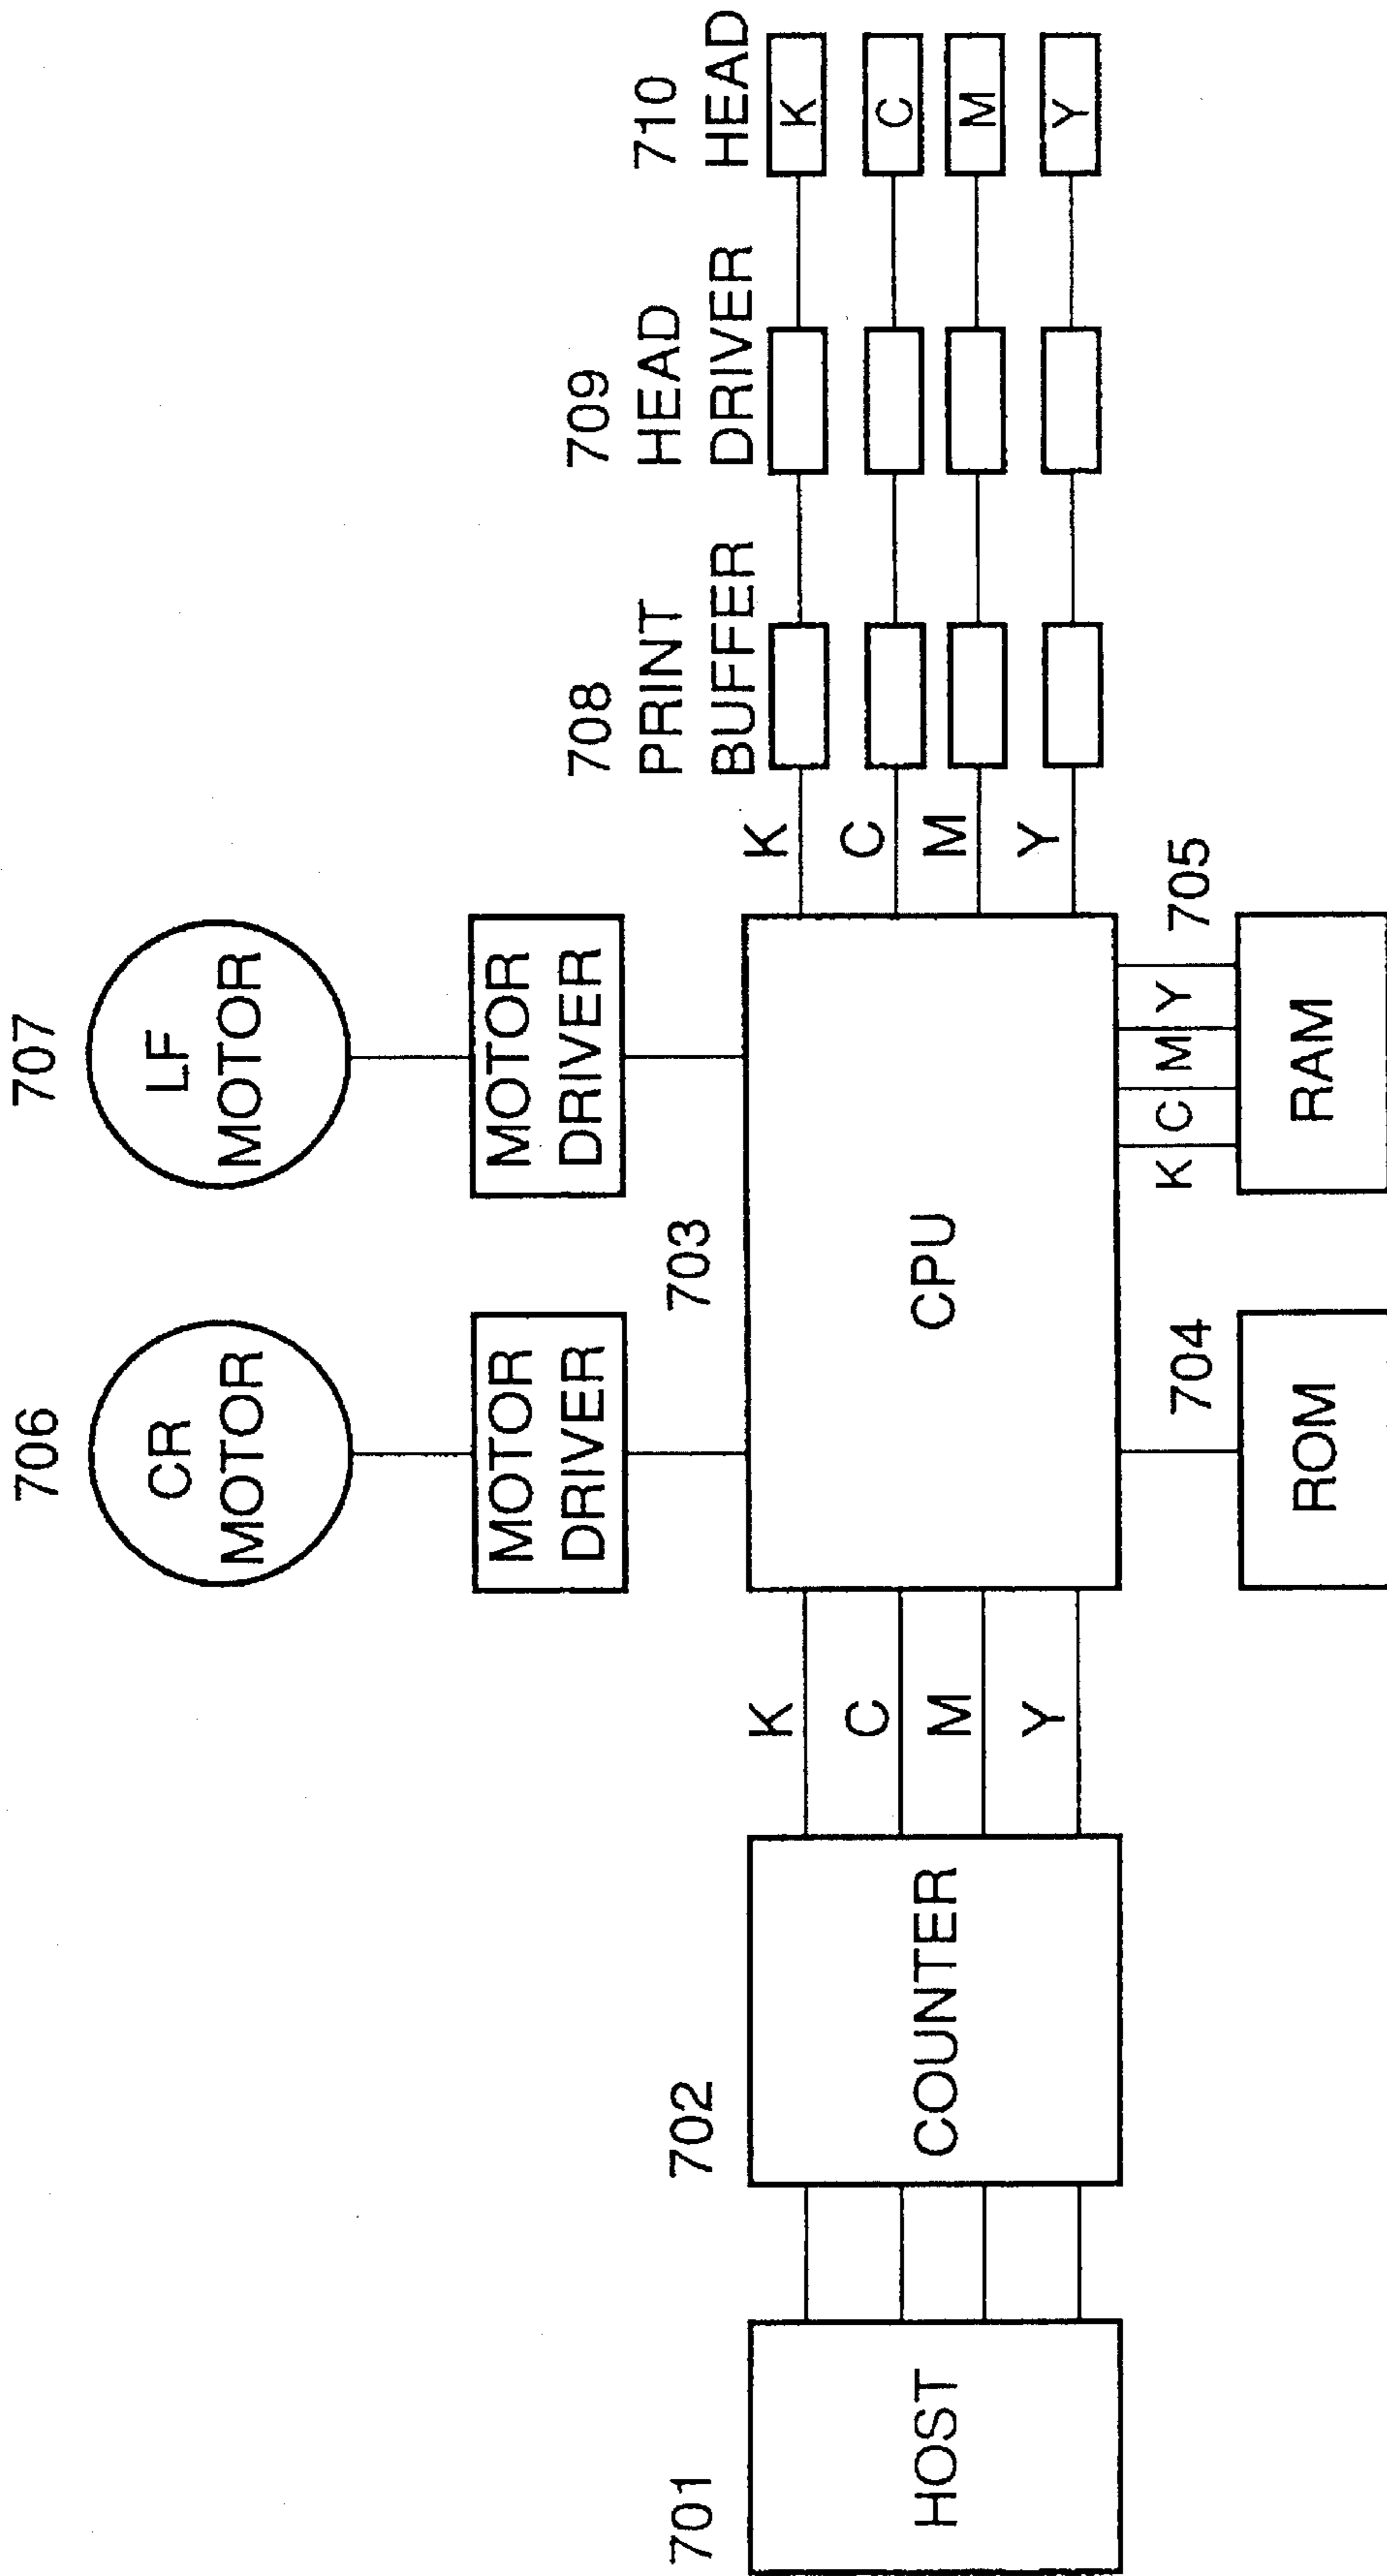 706
707
CR
MOTOR
LF
MOTOR
MOTOR
DRIVER
MOTOR
DRIVER
701
702
703
708
PRINT
BUFFER
709
HEAD
DRIVER
710
HEAD
HOST
COUNTER
K
C
M
Y
CPU
K
C
M
Y
K
C
M
Y
704
K
C
M
Y
705
ROM
RAM